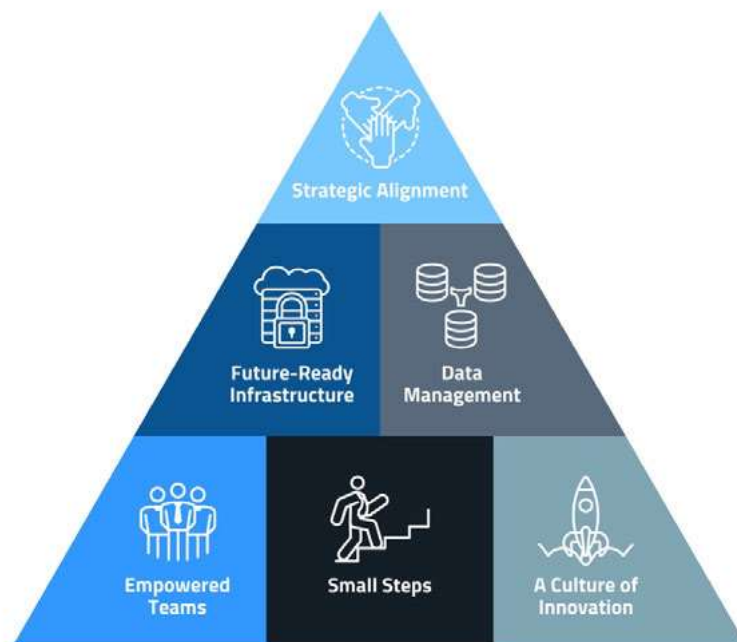 Strategic Alignment
Future-Ready
Infrastructure
Data
Management
Empowered
Teams
Small Steps
A Culture of
Innovation